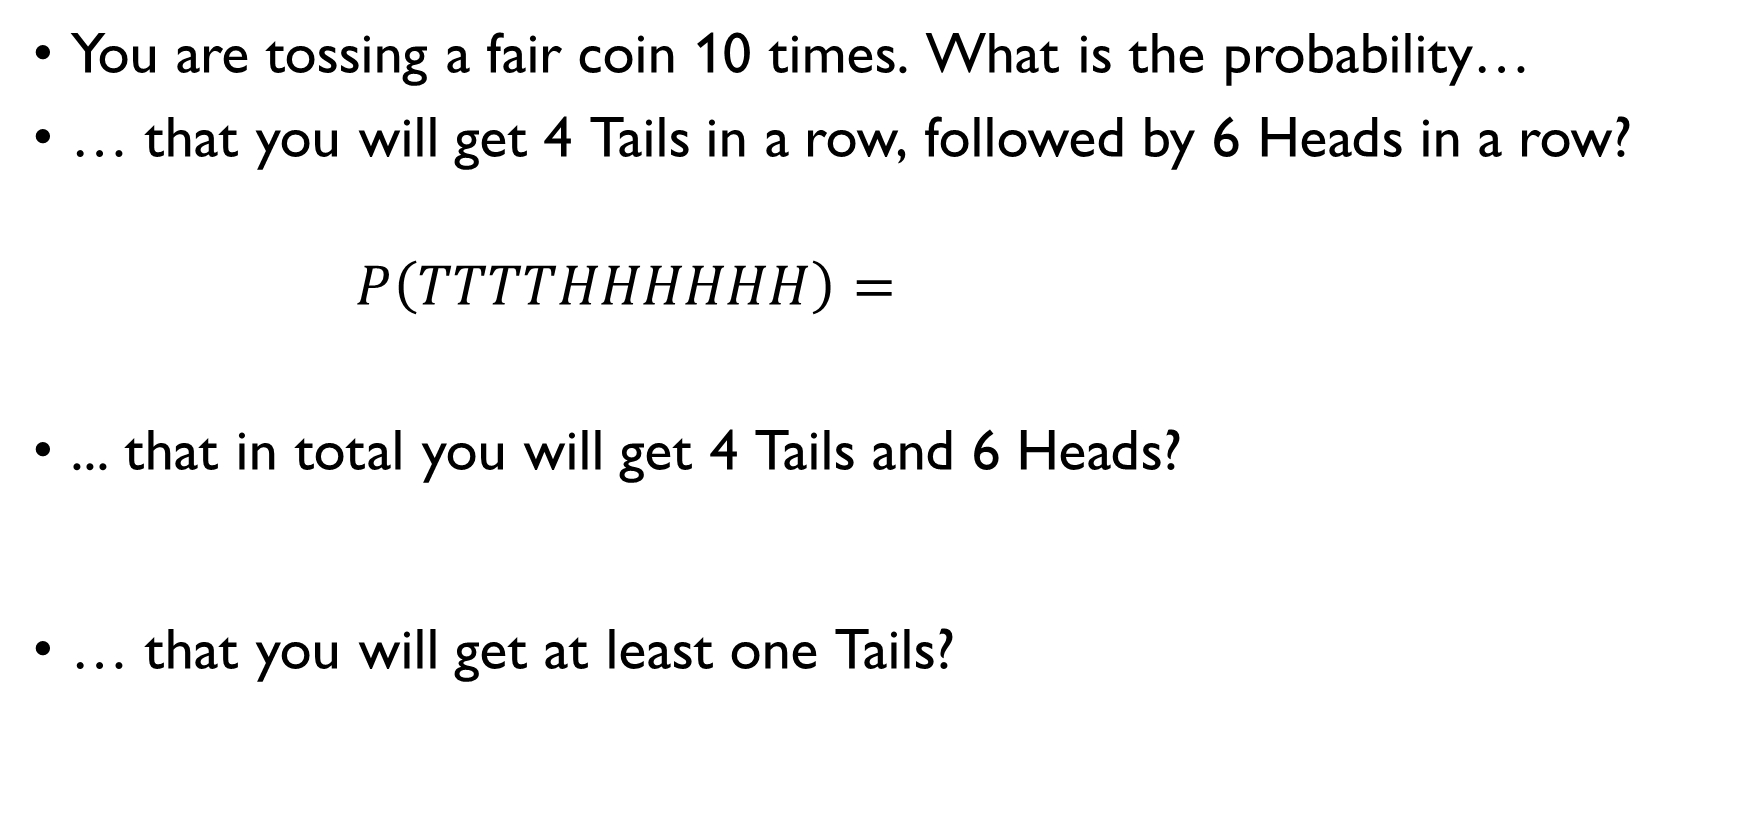 • You are tossing a fair coin 10 times. What is the probability…
• … that you will get 4 Tails in a row, followed by 6 Heads in a row?
P(TTTTHHHHHH) =
• ... that in total you will get 4 Tails and 6 Heads?
• … that you will get at least one Tails?